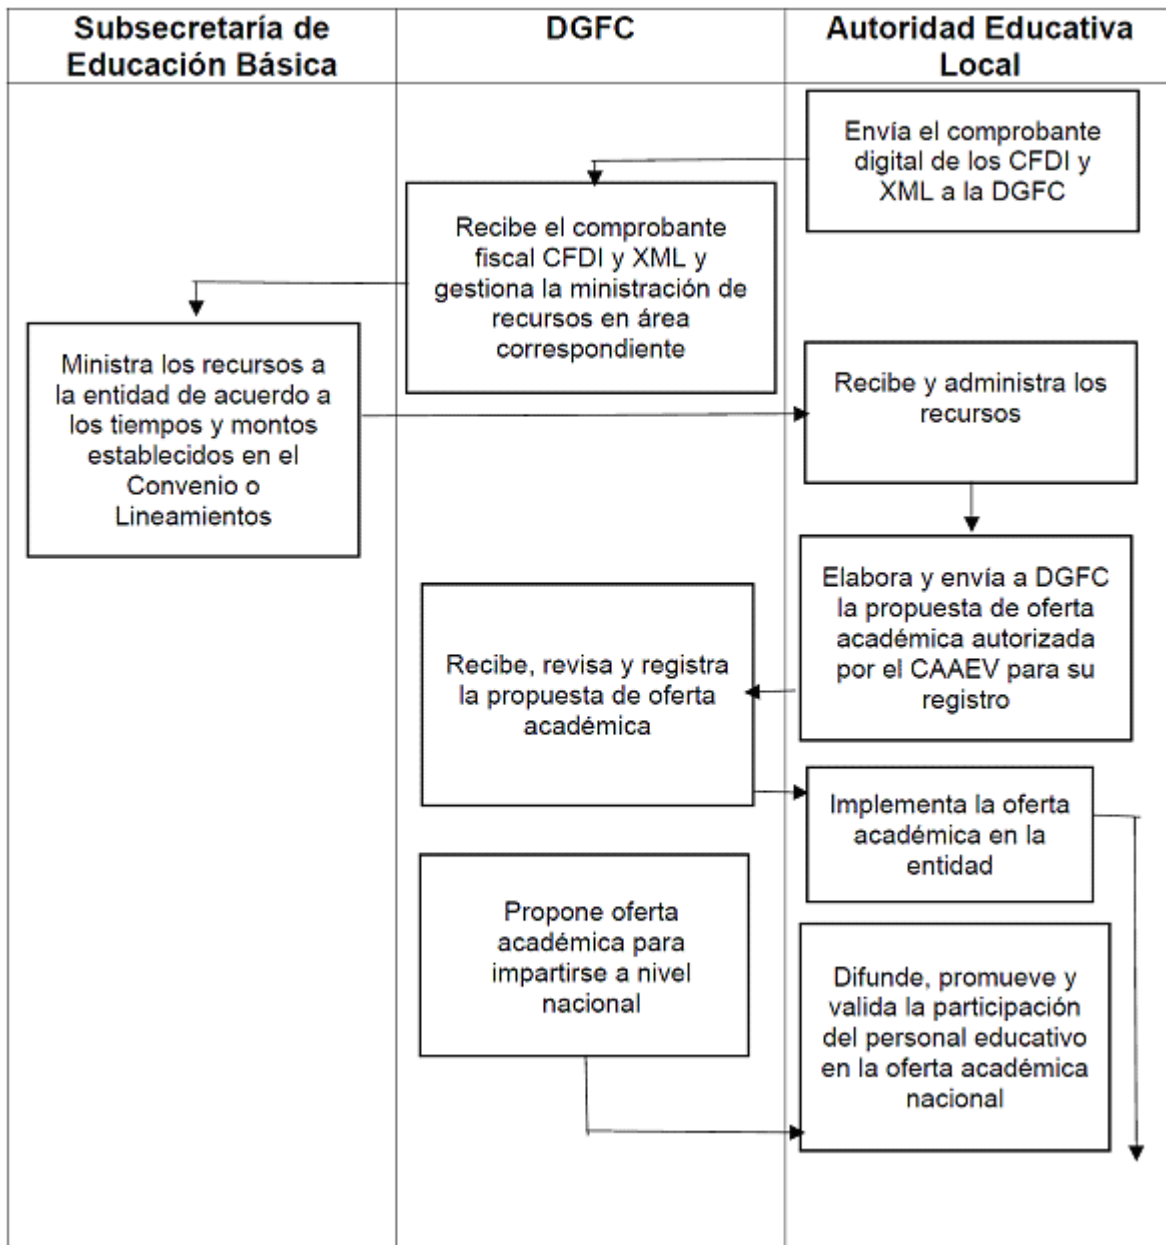 Subsecretaría de
Educación Básica
DGFC
Autoridad Educativa
Local
Envía el comprobante
digital de los CFDI y
XML a la DGFC
Recibe el comprobante
fiscal CFDI y XML y
gestiona la ministración de
recursos en área
correspondiente
Ministra los recursos a
la entidad de acuerdo a
los tiempos y montos
establecidos en el
Convenio o
Lineamientos
Recibe y administra los
recursos
Elabora y envía a DGFC
la propuesta de oferta
académica autorizada
por el CAAEV para su
registro
Recibe, revisa y registra
la propuesta de oferta
académica
Implementa la oferta
académica en la
entidad
Propone oferta
académica para
impartirse a nivel
nacional
Difunde, promueve y
valida la participación
del personal educativo
en la oferta académica
nacional